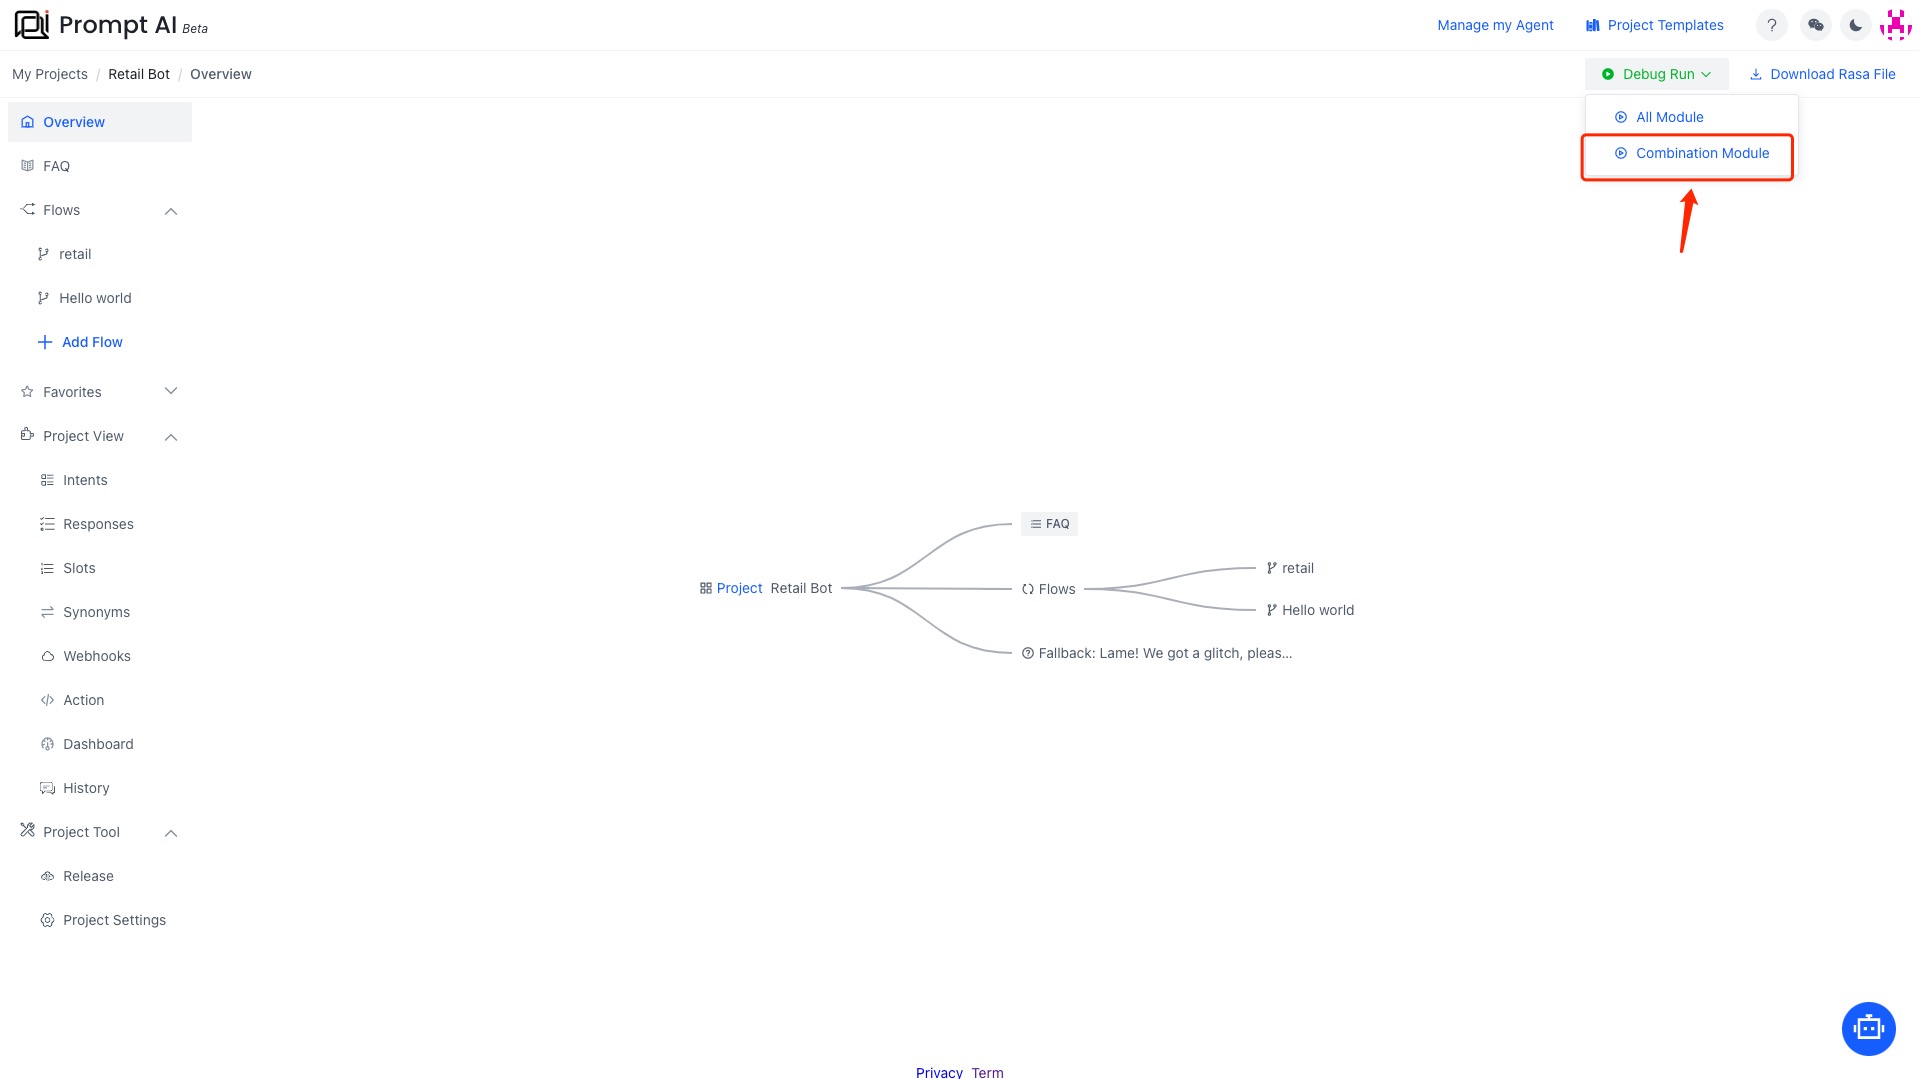 Prompt AI Beta
Manage my Agent
Project Templates
?
My Projects / Retail Bot / Overview
Debug Run
Download Rasa File
All Module
Combination Module
Overview
FAQ
Flows
retail
Hello world
Add Flow
Favorites
Project View
Intents
Responses
Slots
Synonyms
Webhooks
Action
Dashboard
History
Project Tool
Release
Project Settings
Project Retail Bot
FAQ
Flows
retail
Hello world
Fallback: Lame! We got a glitch, pleas...
Privacy Term